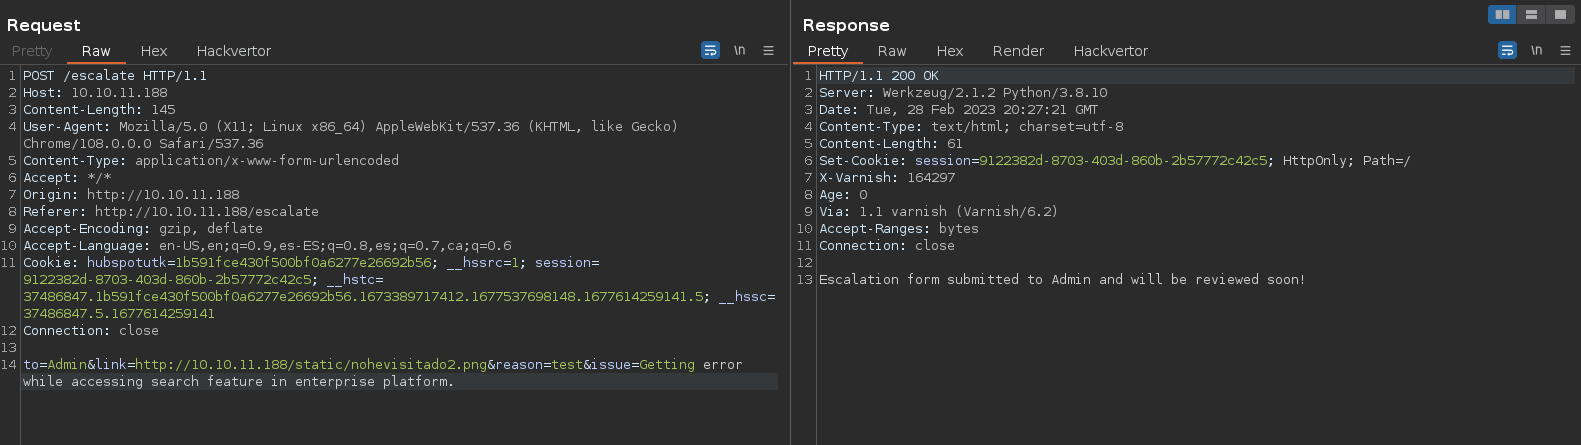 Request
Pretty Raw Hex Hackvertor \n
1 POST /escalate HTTP/1.1
2 Host: 10.10.11.188
3 Content-Length: 145
4 User-Agent: Mozilla/5.0 (X11; Linux x86_64) AppleWebKit/537.36 (KHTML, like Gecko)
Chrome/108.0.0.0 Safari/537.36
5 Content-Type: application/x-www-form-urlencoded
6 Accept: */*
7 Origin: http://10.10.11.188
8 Referer: http://10.10.11.188/escalate
9 Accept-Encoding: gzip, deflate
10 Accept-Language: en-US,en;q=0.9,es-ES;q=0.8,es;q=0.7,ca;q=0.6
11 Cookie: hubspotutk=1b591fce430f500bf0a6277e26692b56; __hssrc=1; session=
9122382d-8703-403d-860b-2b57772c42c5; __hstc=
37486847.1b591fce430f500bf0a6277e26692b56.1673389717412.1677537698148.1677614259141.5; __hssc=
37486847.5.1677614259141
12 Connection: close
13
14 to=Admin&link=http://10.10.11.188/static/nohevisitado2.png&reason=test&issue=Getting error
while accessing search feature in enterprise platform.
Response
Pretty Raw Hex Render Hackvertor \n
1 HTTP/1.1 200 OK
2 Server: Werkzeug/2.1.2 Python/3.8.10
3 Date: Tue, 28 Feb 2023 20:27:21 GMT
4 Content-Type: text/html; charset=utf-8
5 Content-Length: 61
6 Set-Cookie: session=9122382d-8703-403d-860b-2b57772c42c5; HttpOnly; Path=/
7 X-Varnish: 164297
8 Age: 0
9 Via: 1.1 varnish (Varnish/6.2)
10 Accept-Ranges: bytes
11 Connection: close
12
13 Escalation form submitted to Admin and will be reviewed soon!